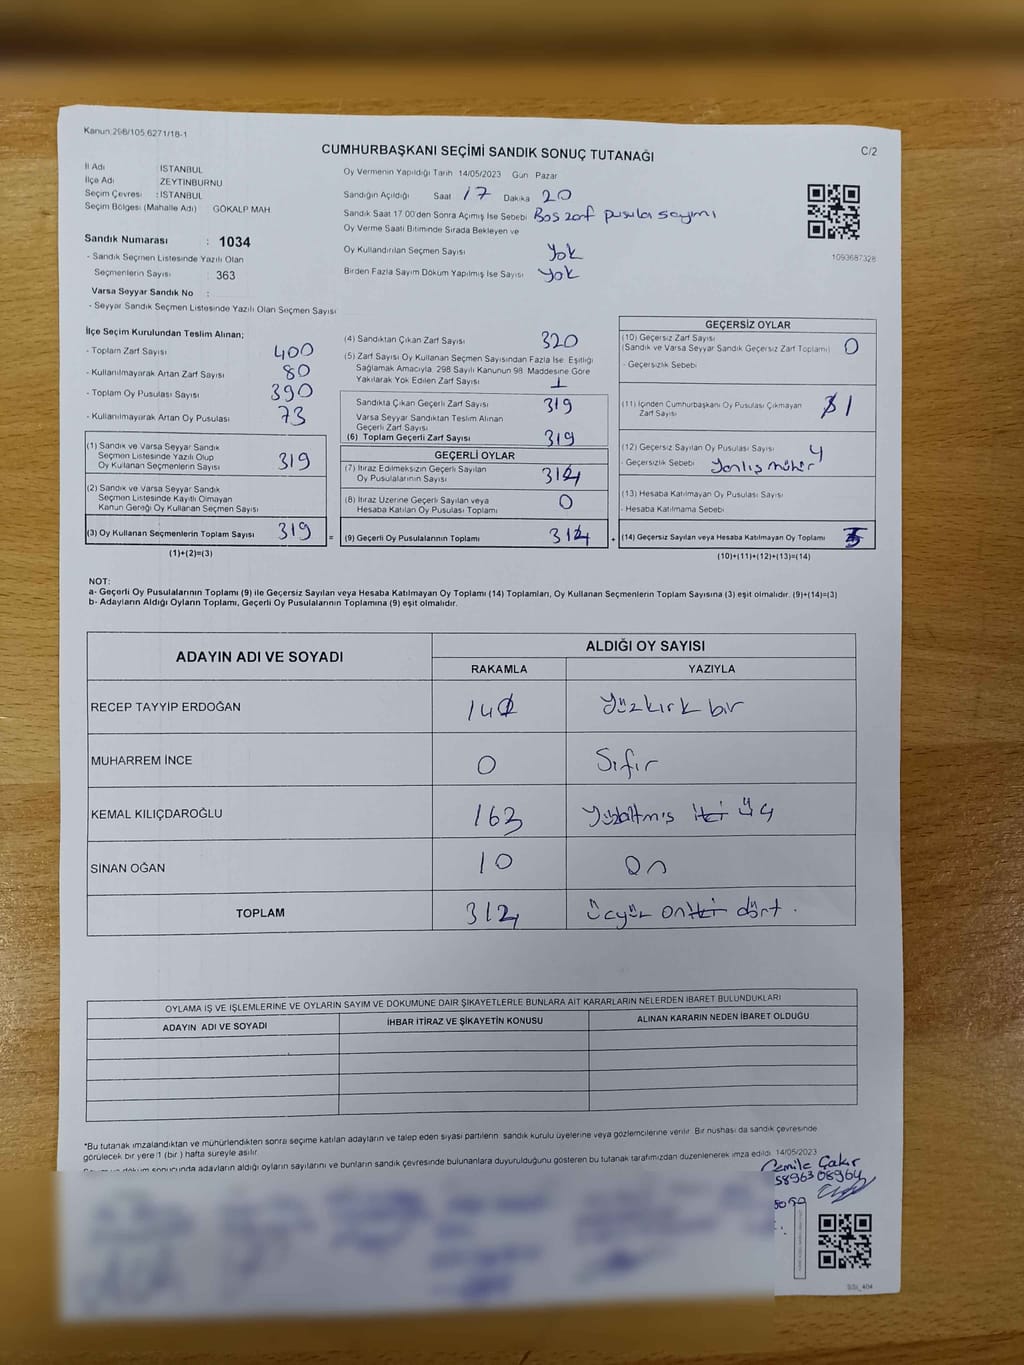 Kanun:298/105,6271/18-1
C/2
CUMHURBAŞKANI SEÇİMİ SANDIK SONUÇ TUTANAĞI
İl Adı : İSTANBUL
İlçe Adı : ZEYTİNBURNU
Seçim Çevresi : İSTANBUL
Seçim Bölgesi (Mahalle Adı) : GÖKALP MAH
Oy Vermenin Yapıldığı Tarih 14/05/2023 Gün Pazar
Sandığın Açıldığı Saat 17 Dakika 20
Sandık Saat 17 00'den Sonra Açımış İse Sebebi Boş zarf pusula sayımı
Oy Verme Saati Bitiminde Sırada Bekleyen ve
Oy Kullandırılan Seçmen Sayısı Yok
Birden Fazla Sayım Döküm Yapılmış İse Sayısı Yok
1093687328
Sandık Numarası : 1034
- Sandık Seçmen Listesinde Yazılı Olan
Seçmenlerin Sayısı : 363
Varsa Seyyar Sandık No :
- Seyyar Sandık Seçmen Listesinde Yazılı Olan Seçmen Sayısı
İlçe Seçim Kurulundan Teslim Alınan;
- Toplam Zarf Sayısı 400
- Kullanılmayarak Artan Zarf Sayısı 80
- Toplam Oy Pusulası Sayısı 390
- Kullanılmayarak Artan Oy Pusulası 73
(1) Sandık ve Varsa Seyyar Sandık
Seçmen Listesinde Yazılı Olup
Oy Kullanan Seçmenlerin Sayısı 319
(2) Sandık ve Varsa Seyyar Sandık
Seçmen Listesinde Kayıtlı Olmayan
Kanun Gereği Oy Kullanan Seçmen Sayısı
(3) Oy Kullanan Seçmenlerin Toplam Sayısı 319 =
(1)+(2)=(3)
(4) Sandıktan Çıkan Zarf Sayısı 320
(5) Zarf Sayısı Oy Kullanan Seçmen Sayısından Fazla İse Eşitliği
Sağlamak Amacıyla 298 Sayılı Kanunun 98 Maddesine Göre
Yakılarak Yok Edilen Zarf Sayısı 1
Sandıkta Çıkan Geçerli Zarf Sayısı 319
Varsa Seyyar Sandıktan Teslim Alınan
Geçerli Zarf Sayısı
(6) Toplam Geçerli Zarf Sayısı 319
GEÇERLİ OYLAR
(7) İtiraz Edilmeksizin Geçerli Sayılan
Oy Pusulalarının Sayısı 314
(8) İtiraz Üzerine Geçerli Sayılan veya
Hesaba Katılan Oy Pusulası Toplamı 0
(9) Geçerli Oy Pusulalarının Toplamı 314 +
GEÇERSİZ OYLAR
(10) Geçersiz Zarf Sayısı
(Sandık ve Varsa Seyyar Sandık Geçersiz Zarf Toplamı) 0
- Geçersizlik Sebebi
(11) İçinden Cumhurbaşkanı Oy Pusulası Çıkmayan
Zarf Sayısı 1
(12) Geçersiz Sayılan Oy Pusulası Sayısı 4
- Geçersizlik Sebebi Yanlış mühür
(13) Hesaba Katılmayan Oy Pusulası Sayısı
- Hesaba Katılmama Sebebi
(14) Geçersiz Sayılan veya Hesaba Katılmayan Oy Toplamı 5
(10)+(11)+(12)+(13)=(14)
NOT:
a- Geçerli Oy Pusulalarının Toplamı (9) ile Geçersiz Sayılan veya Hesaba Katılmayan Oy Toplamı (14) Toplamları, Oy Kullanan Seçmenlerin Toplam Sayısına (3) eşit olmalıdır. (9)+(14)=(3)
b- Adayların Aldığı Oyların Toplamı, Geçerli Oy Pusulalarının Toplamına (9) eşit olmalıdır.
ADAYIN ADI VE SOYADI ALDIĞI OY SAYISI
RAKAMLA YAZIYLA
RECEP TAYYİP ERDOĞAN 141 Yüzkırk bir
MUHARREM İNCE 0 Sıfır
KEMAL KILIÇDAROĞLU 163 Yüzaltmış iki üç
SİNAN OĞAN 10 On
TOPLAM 314 üçyüz oniki dört .
OYLAMA İŞ VE İŞLEMLERİNE VE OYLARIN SAYIM VE DÖKÜMÜNE DAİR ŞİKAYETLERLE BUNLARA AİT KARARLARIN NELERDEN İBARET BULUNDUKLARI
ADAYIN ADI VE SOYADI İHBAR İTİRAZ VE ŞİKAYETİN KONUSU ALINAN KARARIN NEDEN İBARET OLDUĞU
*Bu tutanak imzalandıktan ve mühürlendikten sonra seçime katılan adayların ve talep eden siyasi partilerin sandık kurulu üyelerine veya gözlemcilerine verilir. Bir nüshası da sandık çevresinde
görülecek bir yere 1 (bir ) hafta süreyle asılır.
döküm sonucunda adayların aldığı oyların sayılarını ve bunların sandık çevresinde bulunanlara duyurulduğunu gösteren bu tutanak tarafımızdan düzenlenerek imza edildi. 14/05/2023
Cemile Çakır